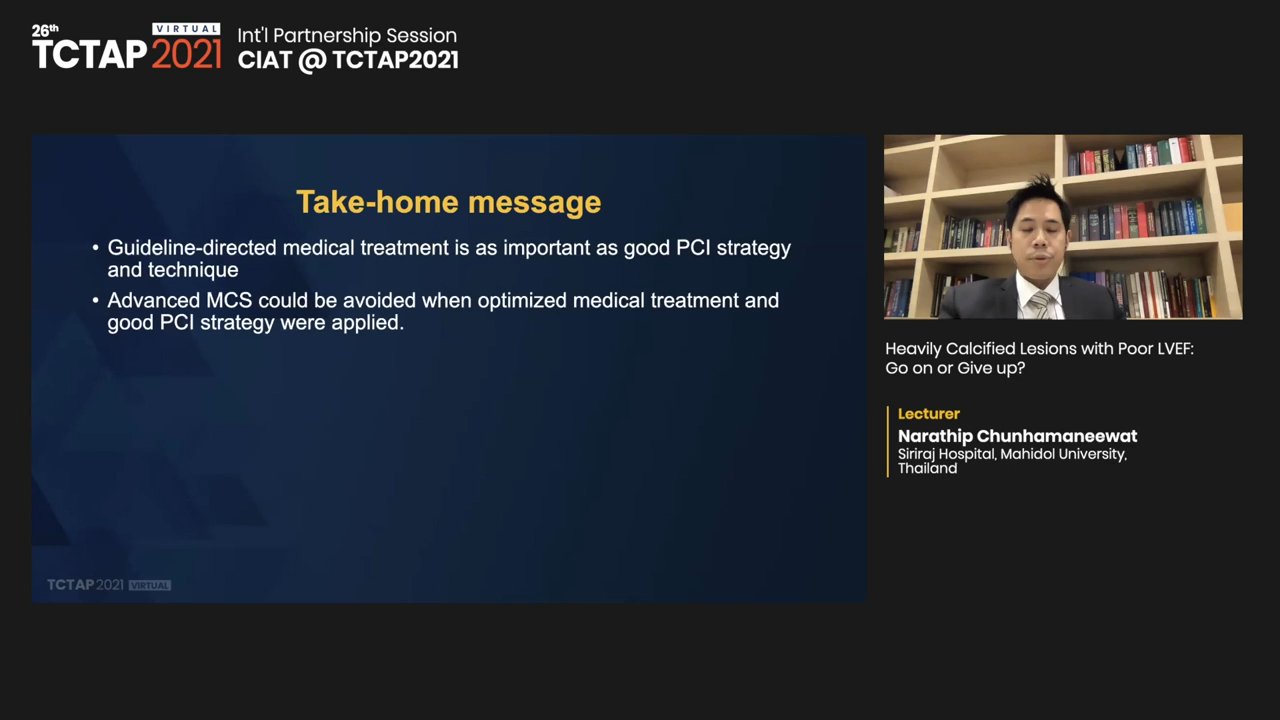 26th
VIRTUAL
TCTAP 2021
Int'l Partnership Session
CIAT @ TCTAP2021
Take-home message
• Guideline-directed medical treatment is as important as good PCI strategy
and technique
• Advanced MCS could be avoided when optimized medical treatment and
good PCI strategy were applied.
TCTAP 2021 VIRTUAL
Heavily Calcified Lesions with Poor LVEF:
Go on or Give up?
Lecturer
Narathip Chunhamaneewat
Siriraj Hospital, Mahidol University,
Thailand